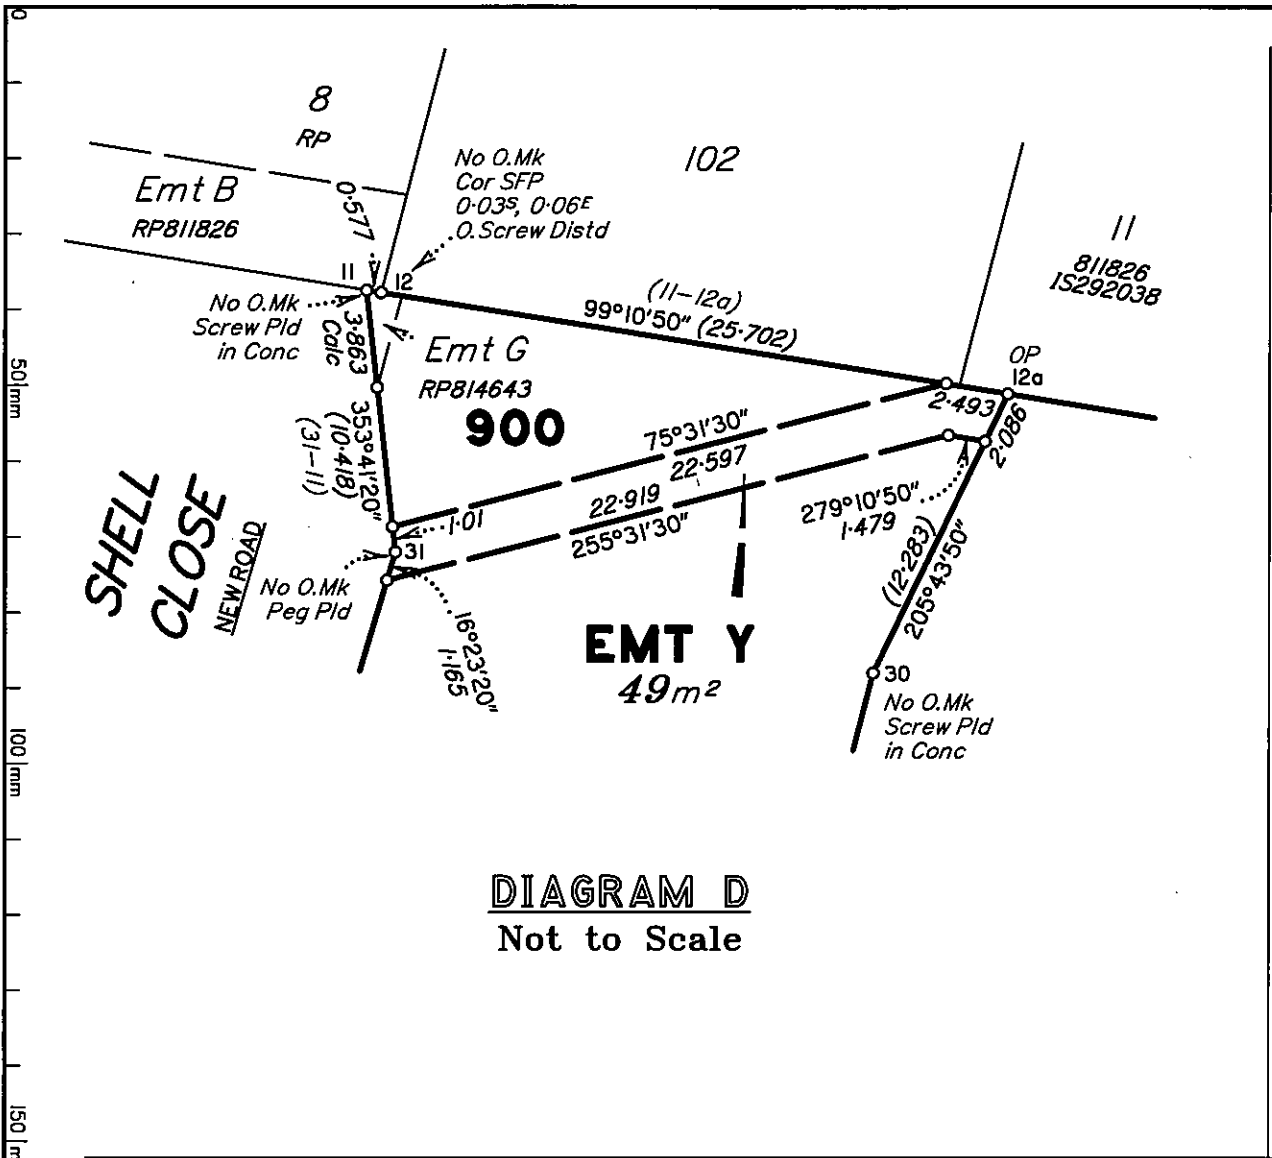 0
50 mm
100 mm
150 m
8
RP
Emt B
RP811826
0·577
No O.Mk
Cor SFP
0·03ˢ, 0·06ᴱ
O.Screw Distd
102
11
811826
IS292038
11
12
No O.Mk
Screw Pld
in Conc
3·863
Calc
Emt G
RP814643
900
(11-12a)
99°10'50" (25·702)
OP
12a
2·493
2·086
353°41'20"
(10·418)
(31-11)
75°31'30"
22·597
22·919
255°31'30"
279°10'50"
1·479
SHELL
CLOSE
NEW ROAD
1·01
31
No O.Mk
Peg Pld
16°23'20"
1·165
(12·283)
205°43'50"
EMT Y
49m²
30
No O.Mk
Screw Pld
in Conc
DIAGRAM D
Not to Scale